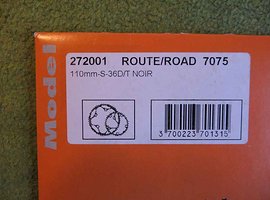 Model
272001 ROUTE/ROAD 7075
110mm-S-36D/T NOIR
3 700223 701315